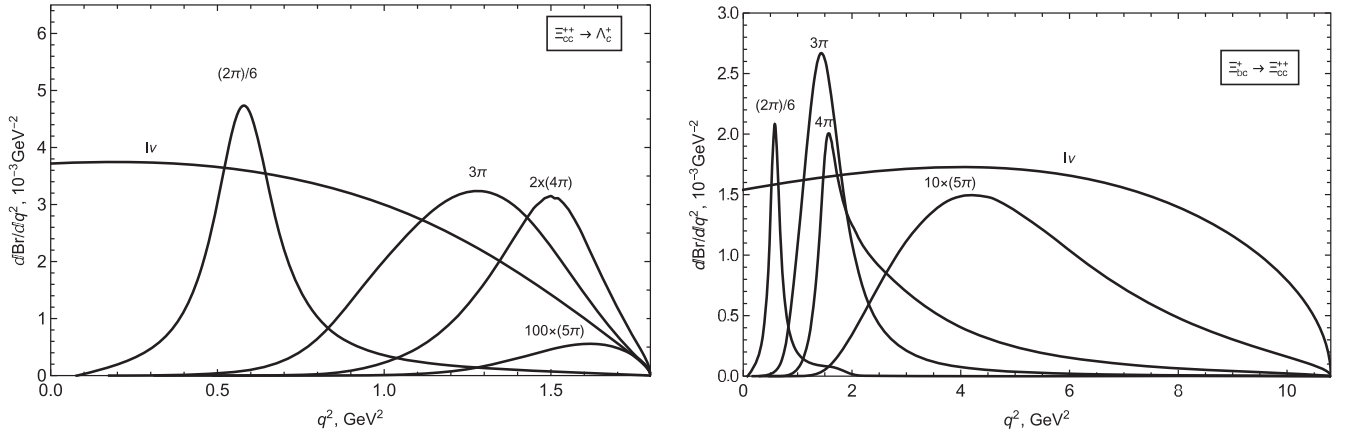 Ξcc++ → Λc+
(2π)/6
lν
3π
2x(4π)
100×(5π)
dBr/dq², 10⁻³GeV⁻²
6
5
4
3
2
1
0
0.0 0.5 1.0 1.5
q², GeV²
Ξbc+ → Ξcc++
3π
(2π)/6
4π
lν
10×(5π)
dBr/dq², 10⁻³GeV⁻²
3.0
2.5
2.0
1.5
1.0
0.5
0.0
0 2 4 6 8 10
q², GeV²